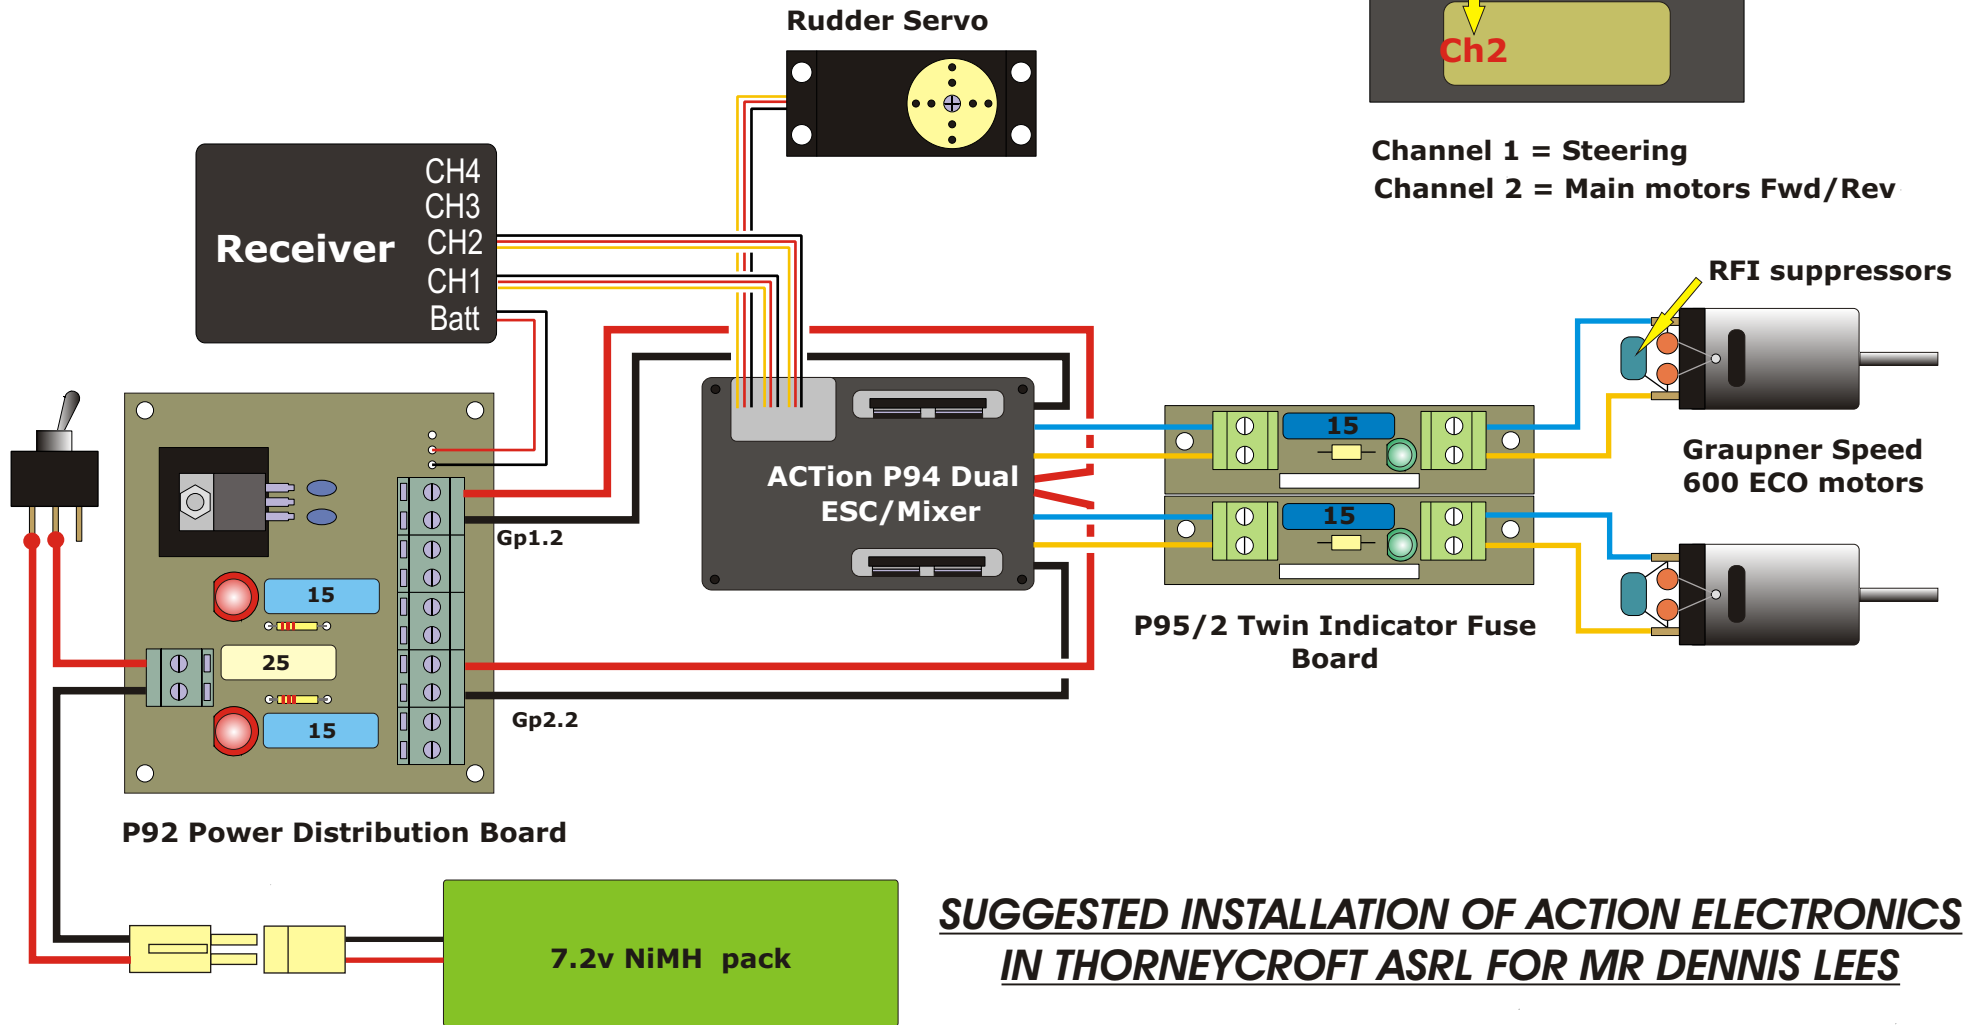 Rudder Servo
Ch2
Channel 1 = Steering
Channel 2 = Main motors Fwd/Rev
Receiver
CH4
CH3
CH2
CH1
Batt
RFI suppressors
Graupner Speed
600 ECO motors
15
15
ACTion P94 Dual
ESC/Mixer
Gp1.2
15
25
15
Gp2.2
P95/2 Twin Indicator Fuse
Board
P92 Power Distribution Board
7.2v NiMH pack
SUGGESTED INSTALLATION OF ACTION ELECTRONICS
IN THORNEYCROFT ASRL FOR MR DENNIS LEES